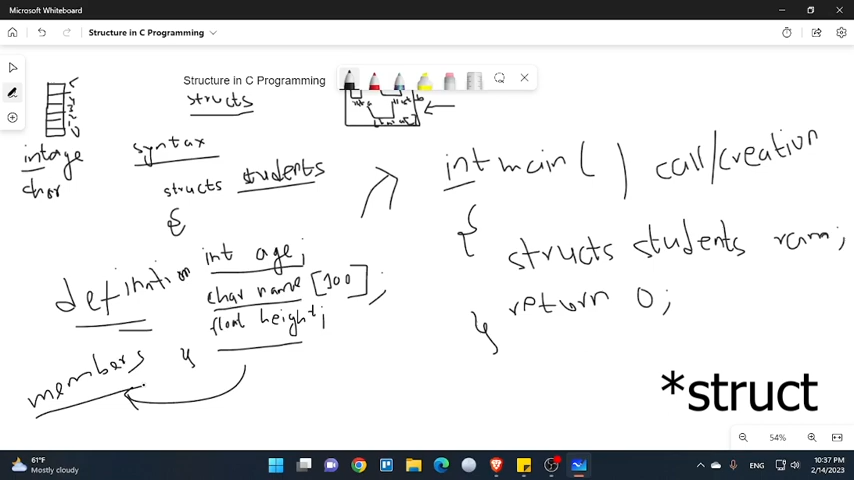 Microsoft Whiteboard
Structure in C Programming
Structure in C Programming
structs
int age
char
syntax
structs students
{
definition
int age;
char name [100];
float height;
members
int main ( ) call/creation
{
structs students ram;
return 0;
}
*struct
54%
61°F
Mostly cloudy
ENG
10:37 PM
2/14/2023